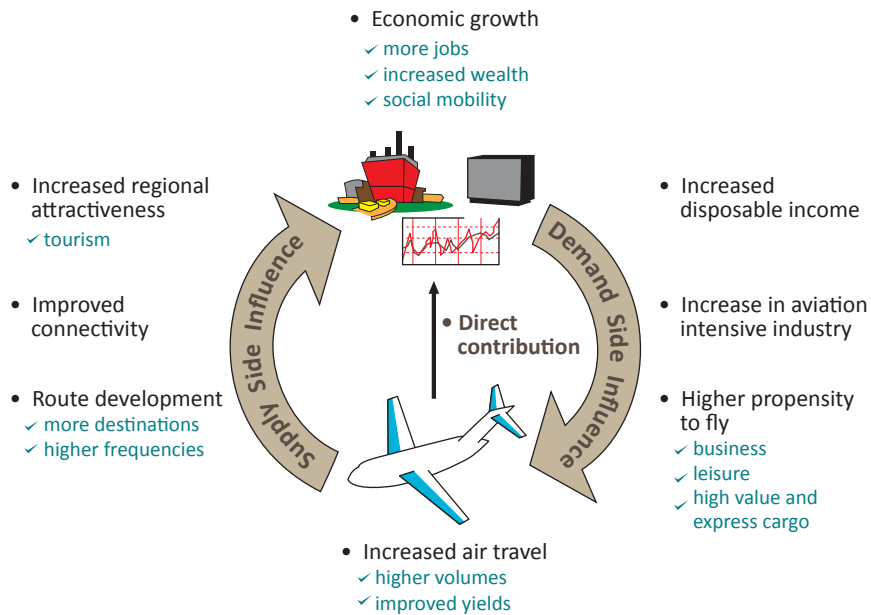 • Economic growth
✓ more jobs
✓ increased wealth
✓ social mobility
• Increased regional
attractiveness
✓ tourism
• Improved
connectivity
• Route development
✓ more destinations
✓ higher frequencies
Supply Side Influence
• Direct
contribution
Demand Side Influence
• Increased
disposable income
• Increase in aviation
intensive industry
• Higher propensity
to fly
✓ business
✓ leisure
✓ high value and
express cargo
• Increased air travel
✓ higher volumes
✓ improved yields